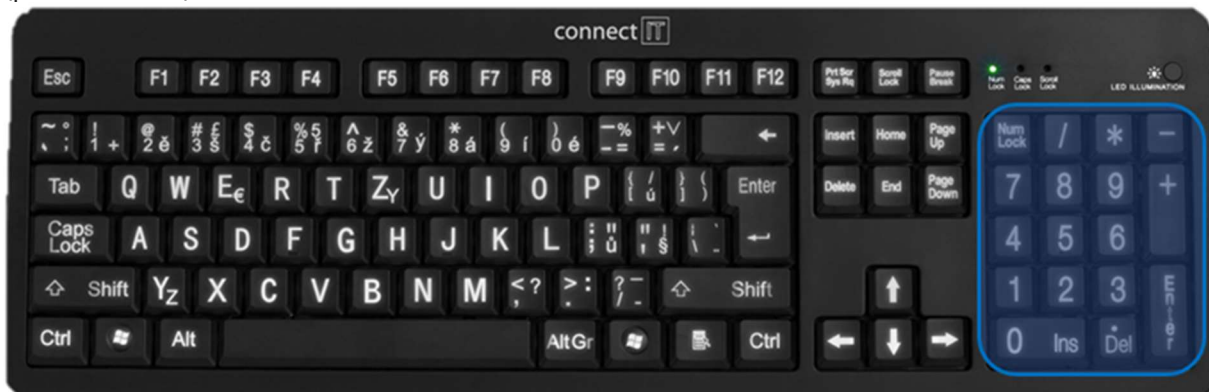 connect IT
Esc F1 F2 F3 F4 F5 F6 F7 F8 F9 F10 F11 F12 Prt Scr Sys Rq Scroll Lock Pause Break Num Lock Caps Lock Scroll Lock LED ILLUMINATION
~ ° ` ; ! 1 + @ 2 ě # £ 3 š $ 4 č % 5 5 ř ^ 6 ž & 7 ý * 8 á ( 9 í ) 0 é — % - = + ˇ = ´ ← Insert Home Page Up Num Lock / * −
Tab Q W E € R T Z Y U I O P { / [ ú } ( ] ) Enter Delete End Page Down 7 8 9 +
Caps Lock A S D F G H J K L : " ; ů " ! ' § | ` \ _ ↵ 4 5 6
⇧ Shift Y Z X C V B N M < ? , > : . ? — / - ⇧ Shift ↑ 1 2 3 Enter
Ctrl Alt Alt Gr Ctrl ← ↓ → 0 Ins . Del